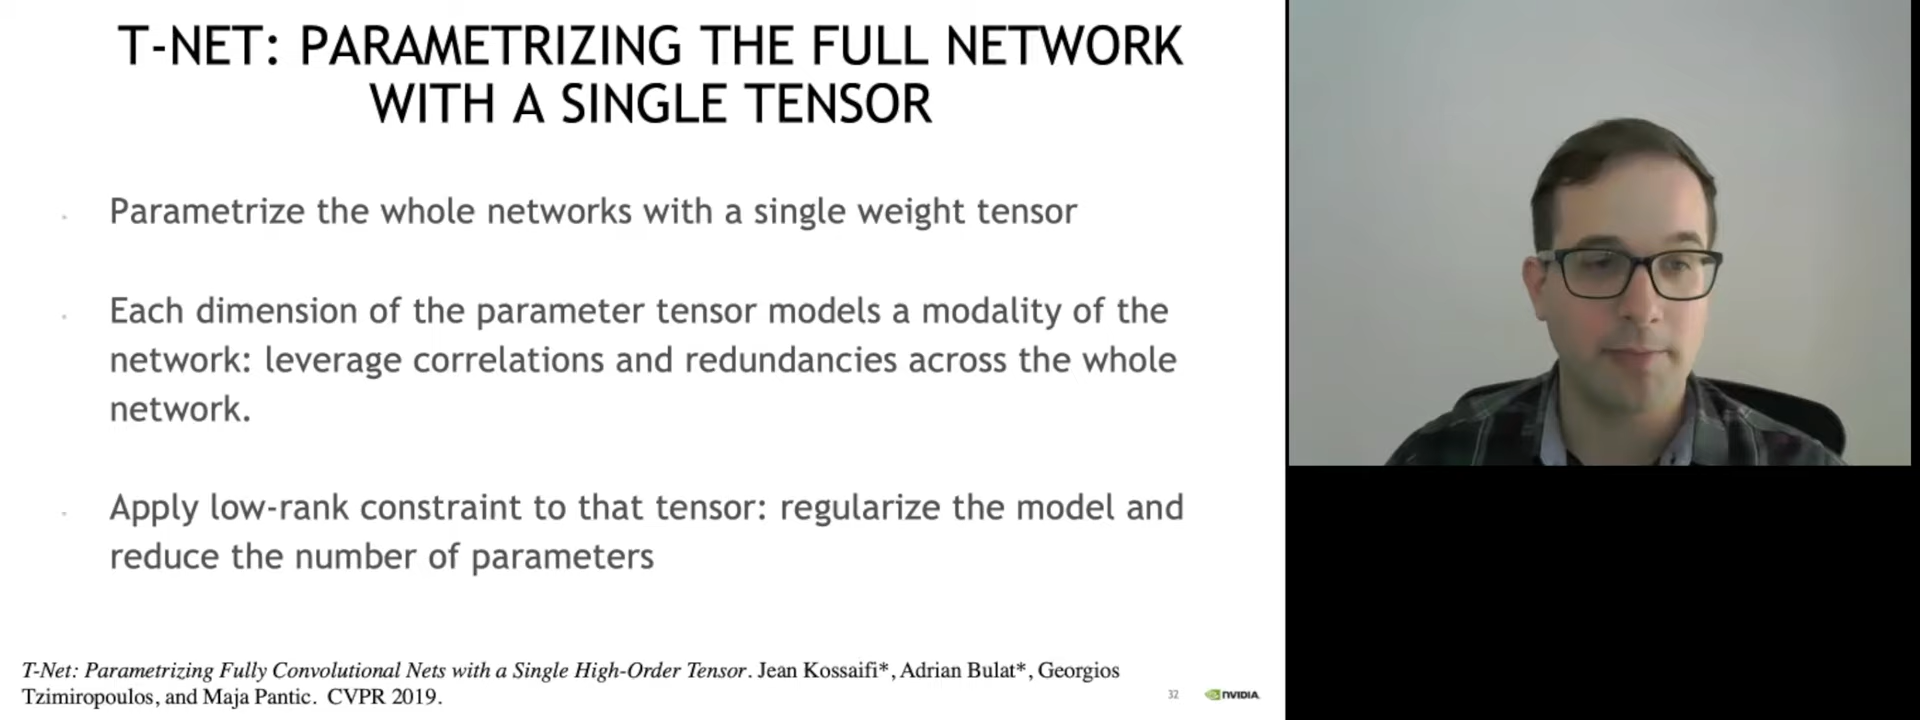 T-NET: PARAMETRIZING THE FULL NETWORK
WITH A SINGLE TENSOR
Parametrize the whole networks with a single weight tensor
Each dimension of the parameter tensor models a modality of the
network: leverage correlations and redundancies across the whole
network.
Apply low-rank constraint to that tensor: regularize the model and
reduce the number of parameters
T-Net: Parametrizing Fully Convolutional Nets with a Single High-Order Tensor. Jean Kossaifi*, Adrian Bulat*, Georgios
Tzimiropoulos, and Maja Pantic. CVPR 2019.
32
NVIDIA